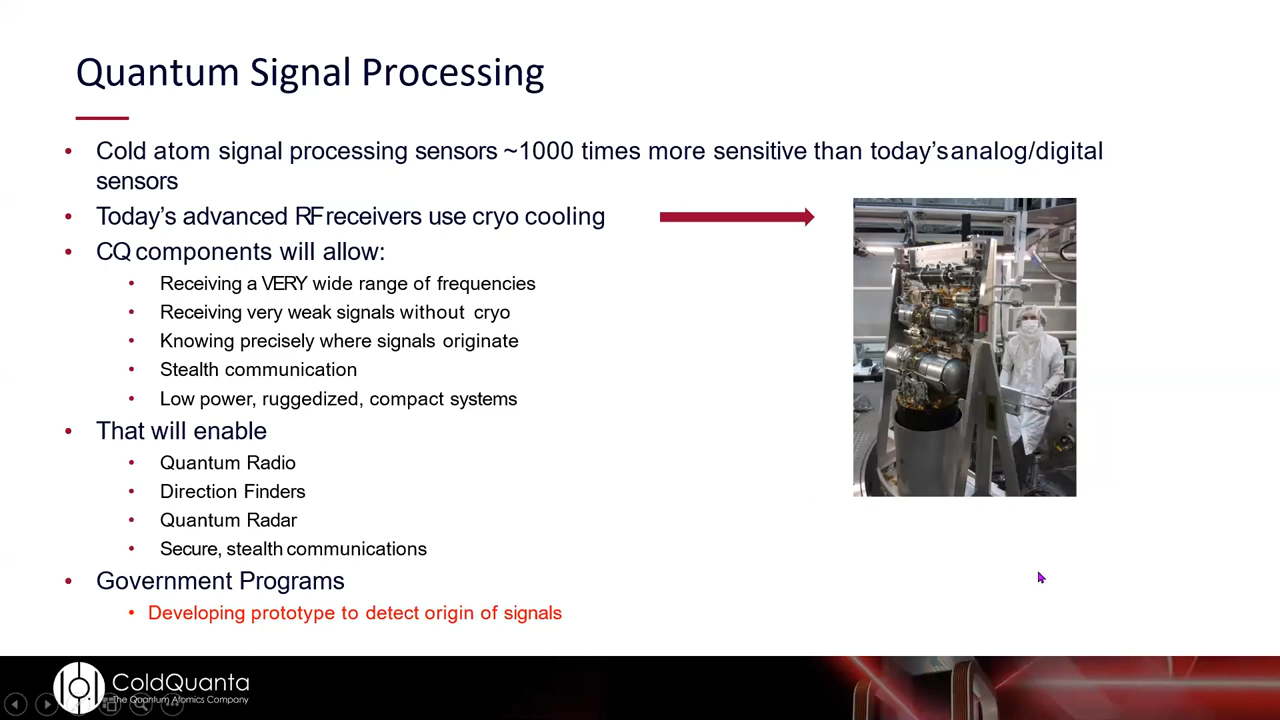 Quantum Signal Processing
• Cold atom signal processing sensors ~1000 times more sensitive than today's analog/digital
sensors
• Today's advanced RF receivers use cryo cooling
• CQ components will allow:
• Receiving a VERY wide range of frequencies
• Receiving very weak signals without cryo
• Knowing precisely where signals originate
• Stealth communication
• Low power, ruggedized, compact systems
• That will enable
• Quantum Radio
• Direction Finders
• Quantum Radar
• Secure, stealth communications
• Government Programs
• Developing prototype to detect origin of signals
ColdQuanta
The Quantum Atomics Company